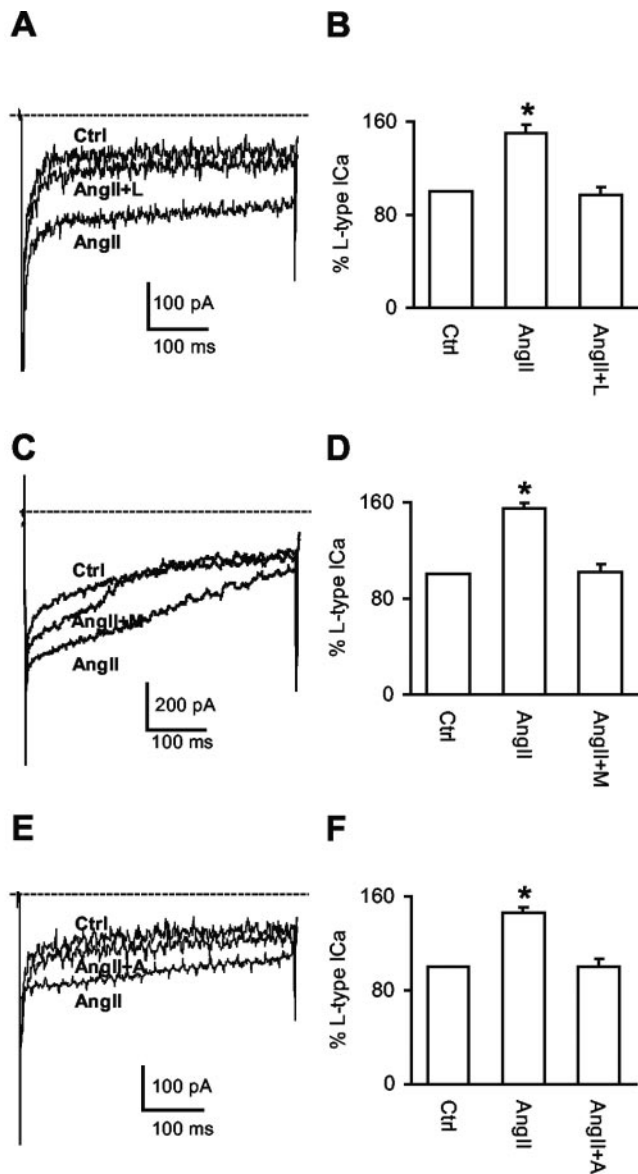 A
Ctrl
AngII+L
AngII
100 pA
100 ms
B
% L-type ICa
160
80
0
*
Ctrl
AngII
AngII+L
C
Ctrl
AngII+M
AngII
200 pA
100 ms
D
% L-type ICa
160
80
0
*
Ctrl
AngII
AngII+M
E
Ctrl
AngII+A
AngII
100 pA
100 ms
F
% L-type ICa
160
80
0
*
Ctrl
AngII
AngII+A